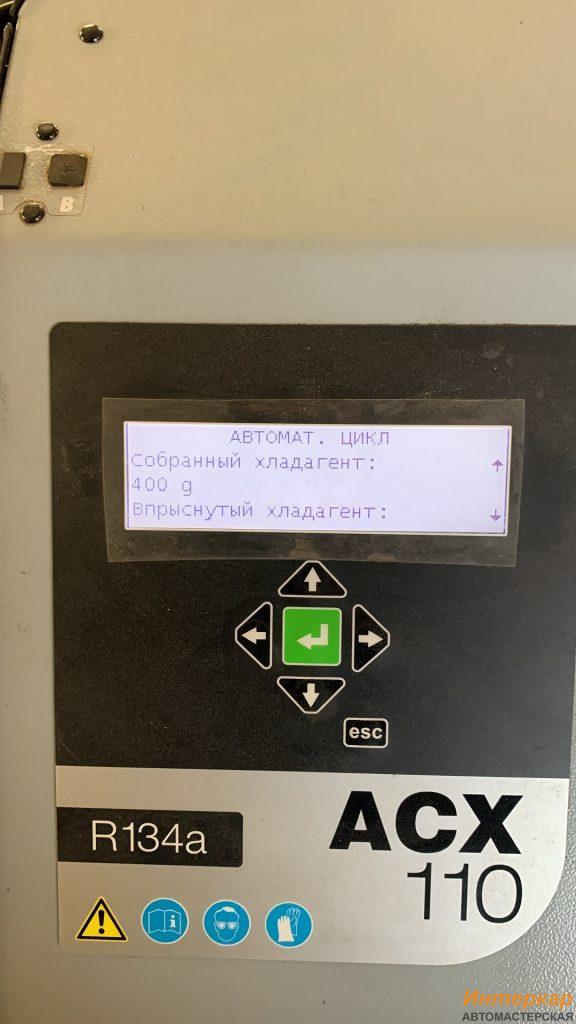 B
АВТОМАТ. ЦИКЛ
Собранный хладагент:
400 g
Впрыснутый хладагент:
esc
ACX
R134a
110
Интеркар
АВТОМАСТЕРСКАЯ